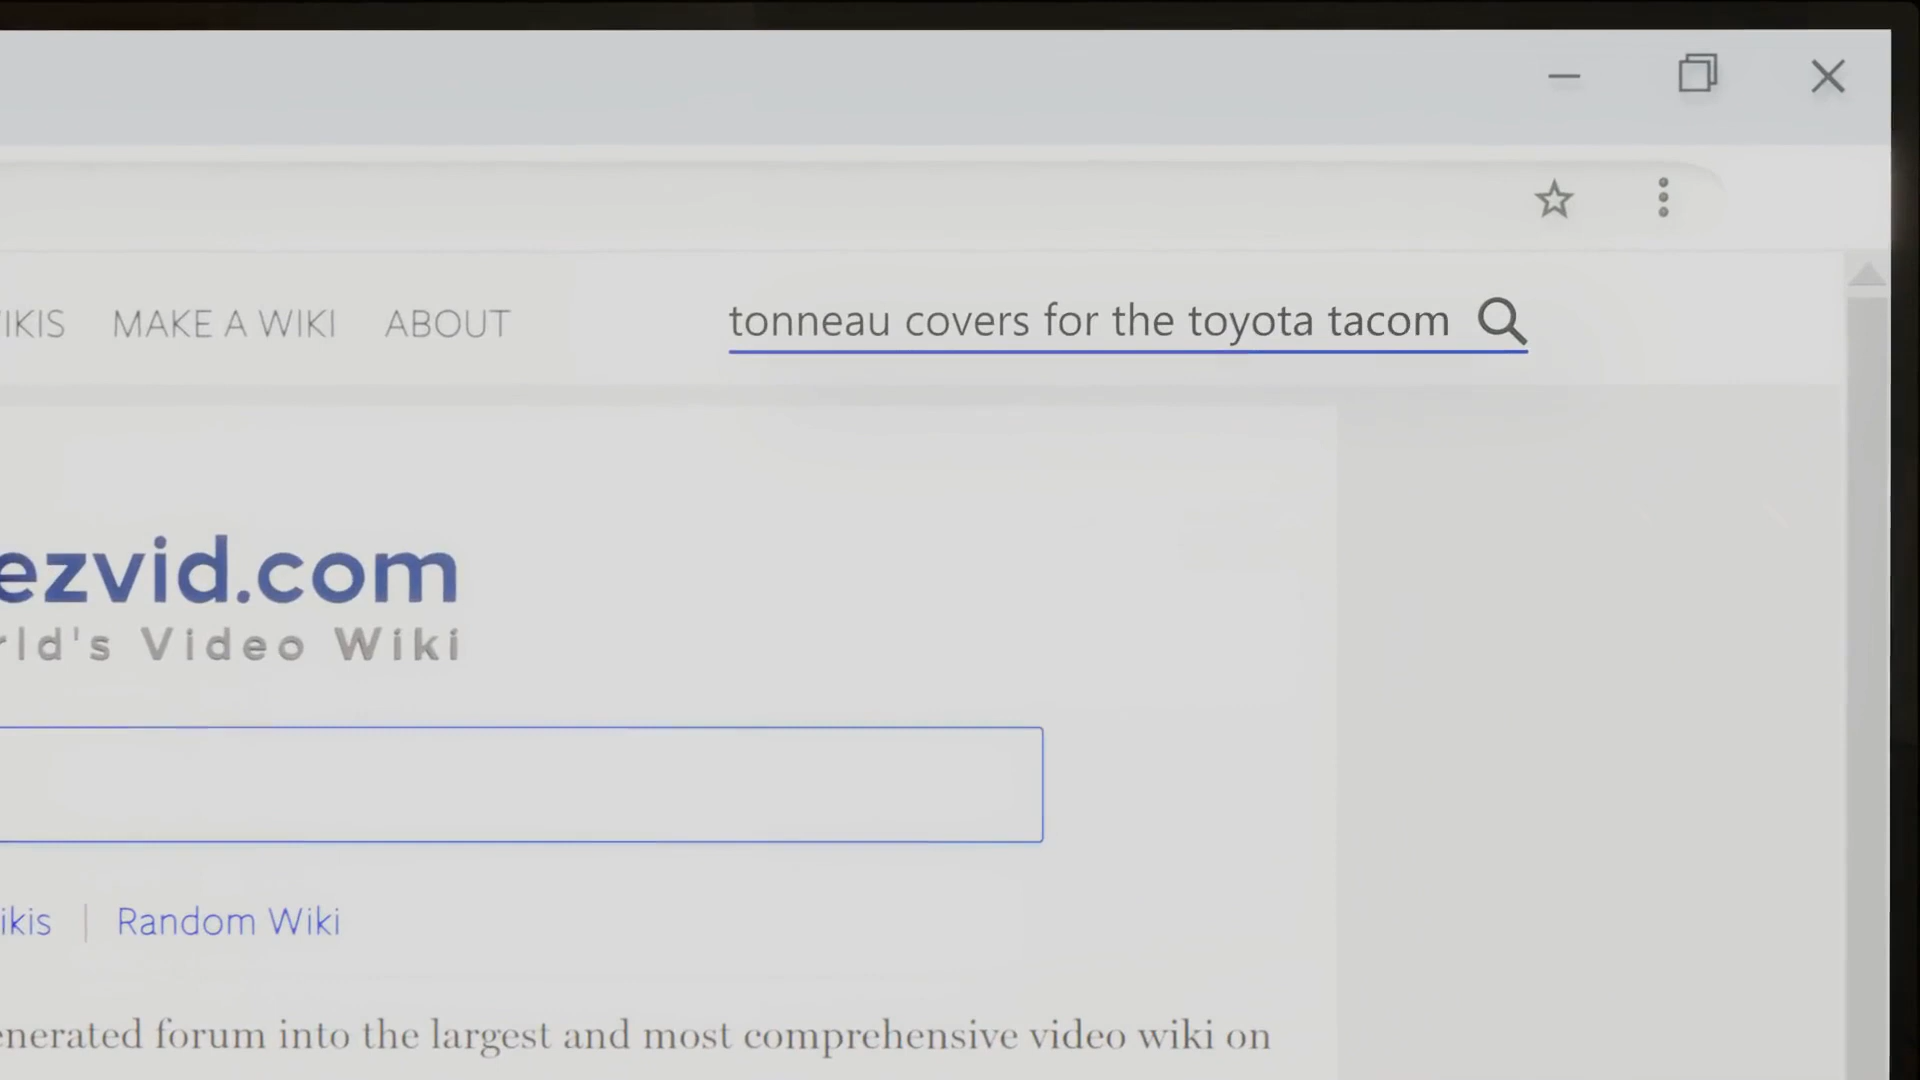 IKIS MAKE A WIKI ABOUT tonneau covers for the toyota tacom
ezvid.com
rld's Video Wiki
ikis | Random Wiki
enerated forum into the largest and most comprehensive video wiki on